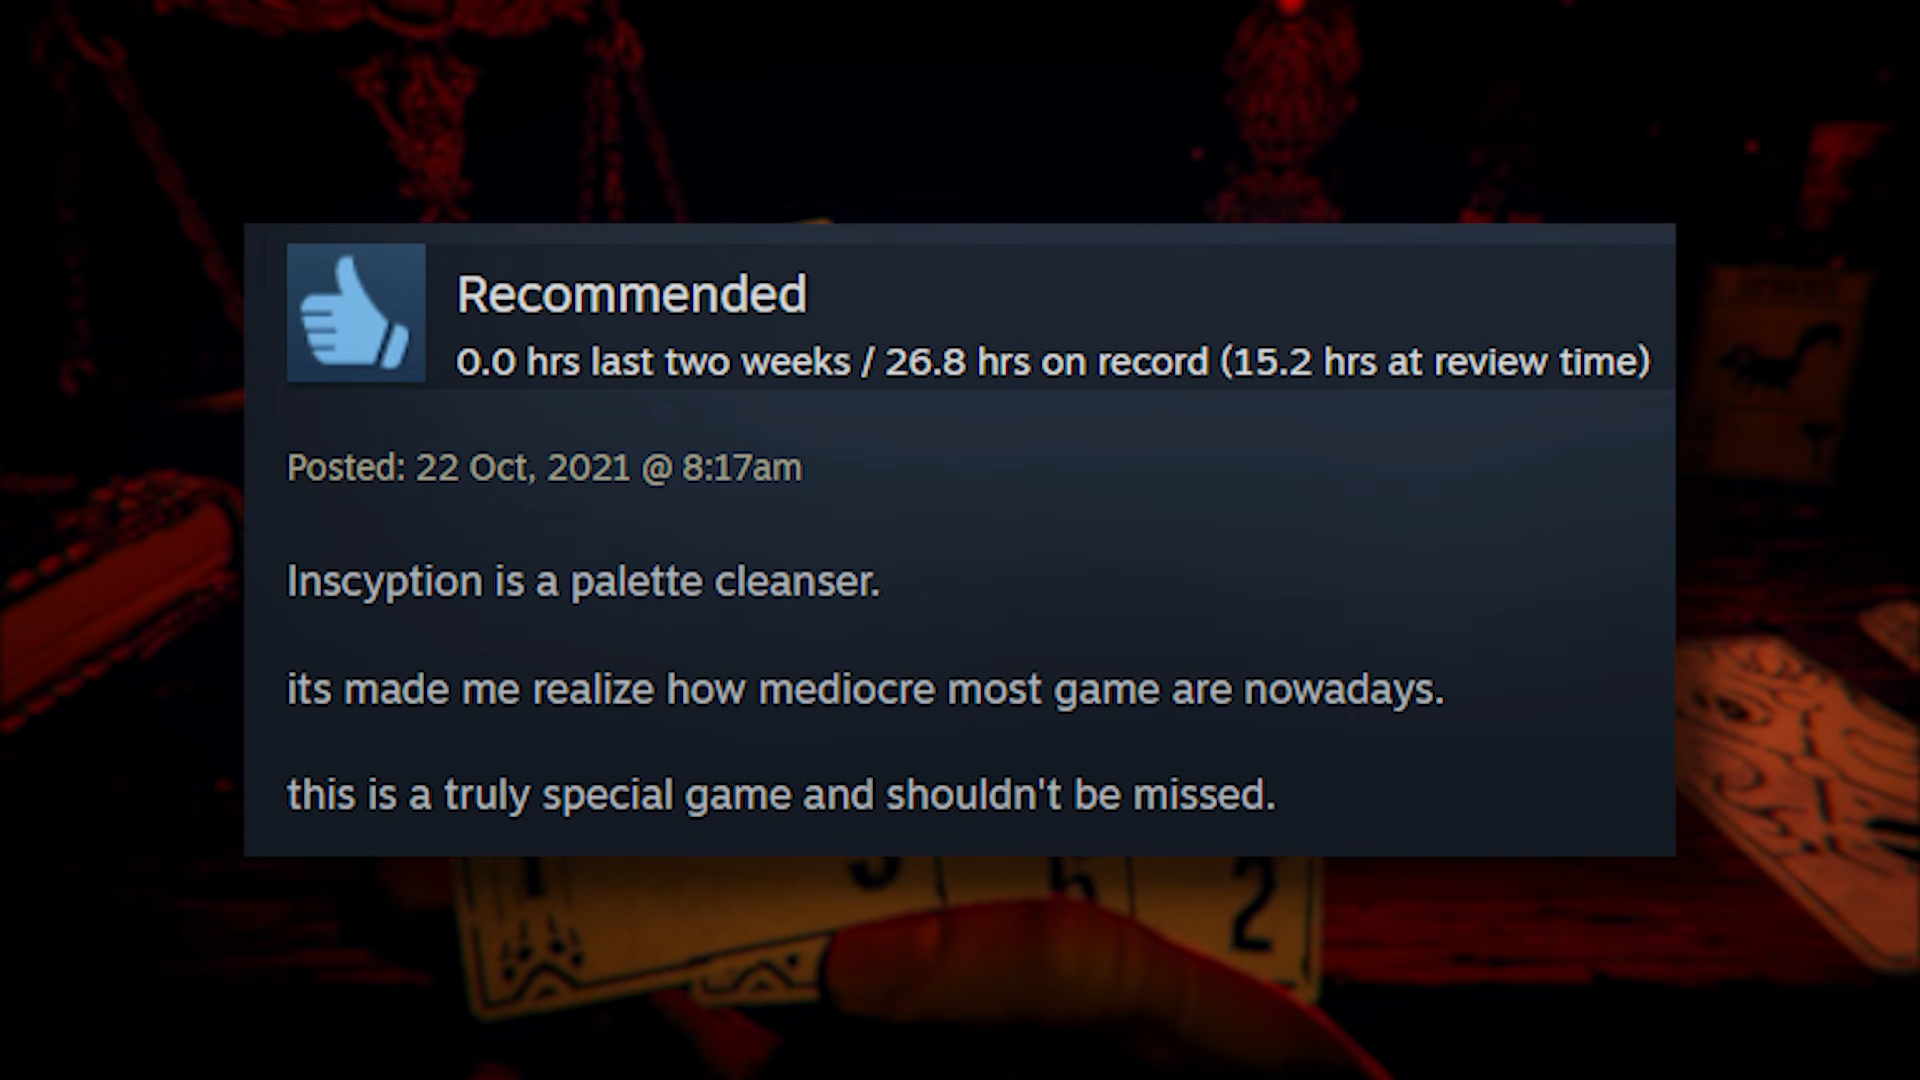 Recommended
0.0 hrs last two weeks / 26.8 hrs on record (15.2 hrs at review time)
Posted: 22 Oct, 2021 @ 8:17am
Inscyption is a palette cleanser.
its made me realize how mediocre most game are nowadays.
this is a truly special game and shouldn't be missed.
2